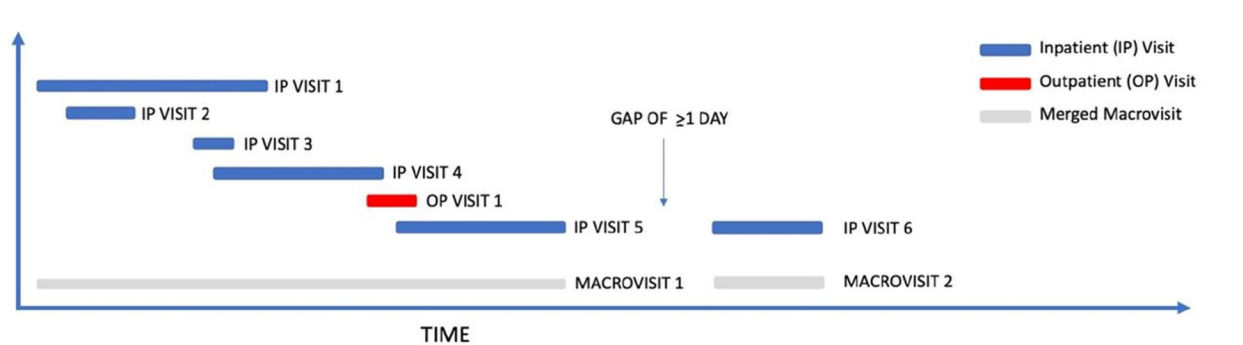 Inpatient (IP) Visit
Outpatient (OP) Visit
Merged Macrovisit
IP VISIT 1
IP VISIT 2
GAP OF ≥1 DAY
IP VISIT 3
IP VISIT 4
OP VISIT 1
IP VISIT 5
IP VISIT 6
MACROVISIT 1
MACROVISIT 2
TIME